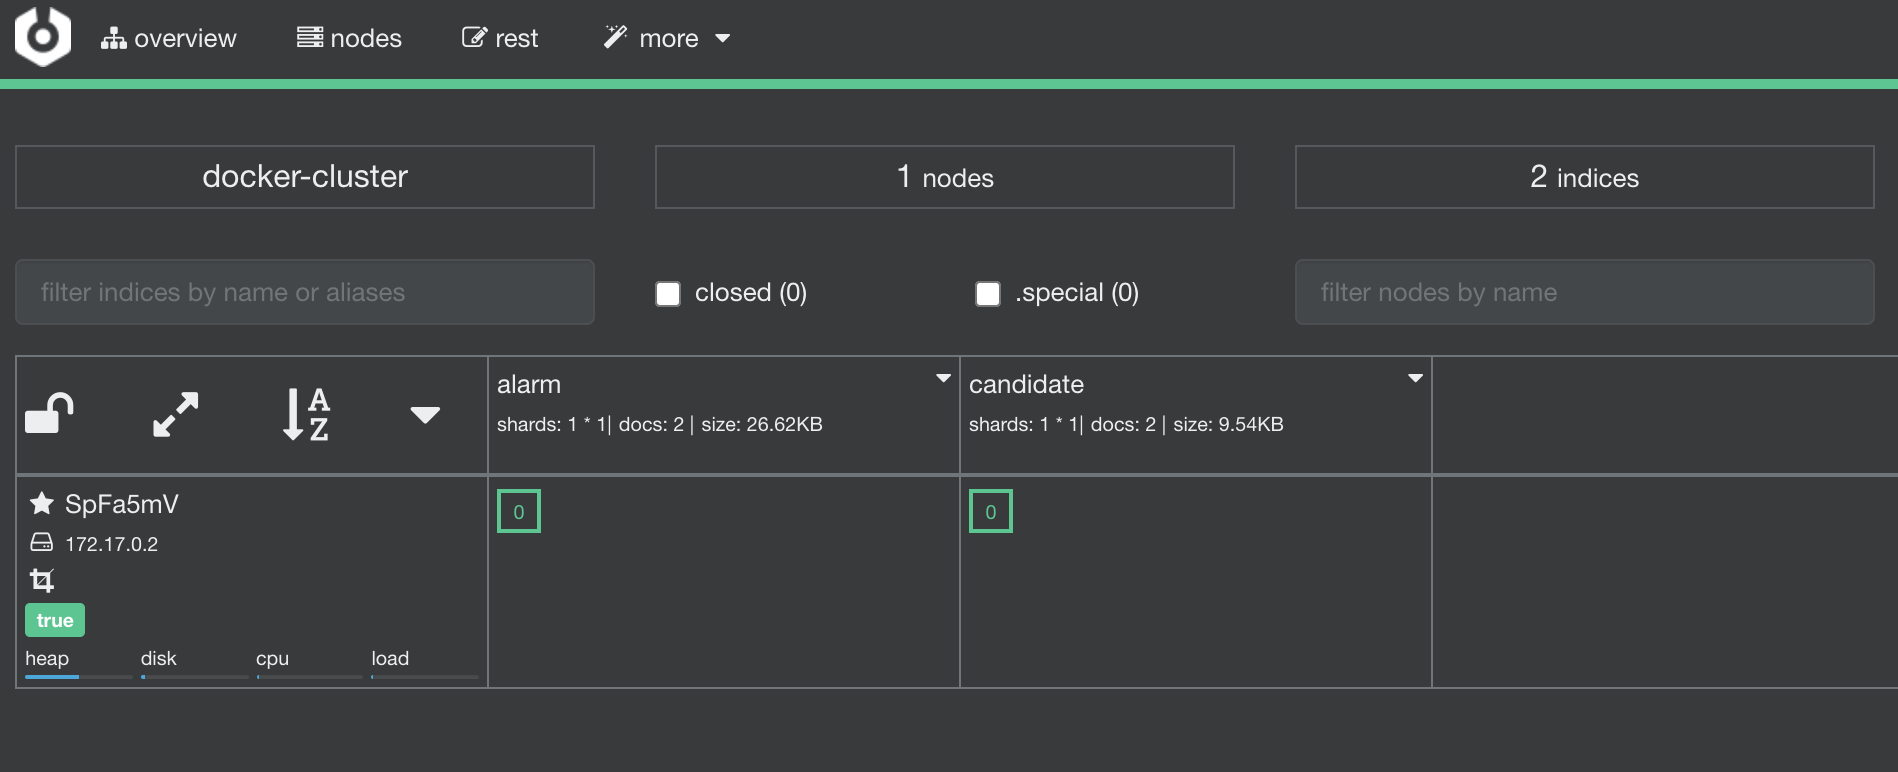 overview nodes rest more
docker-cluster 1 nodes 2 indices
filter indices by name or aliases closed (0) .special (0) filter nodes by name
A
Z
alarm
shards: 1 * 1| docs: 2 | size: 26.62KB
candidate
shards: 1 * 1| docs: 2 | size: 9.54KB
SpFa5mV
172.17.0.2
true
heap disk cpu load
0
0